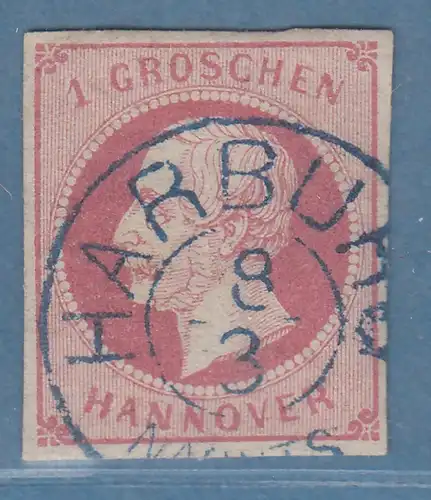 1 GROSCHEN
HARBURG
8
3
HANNOVER